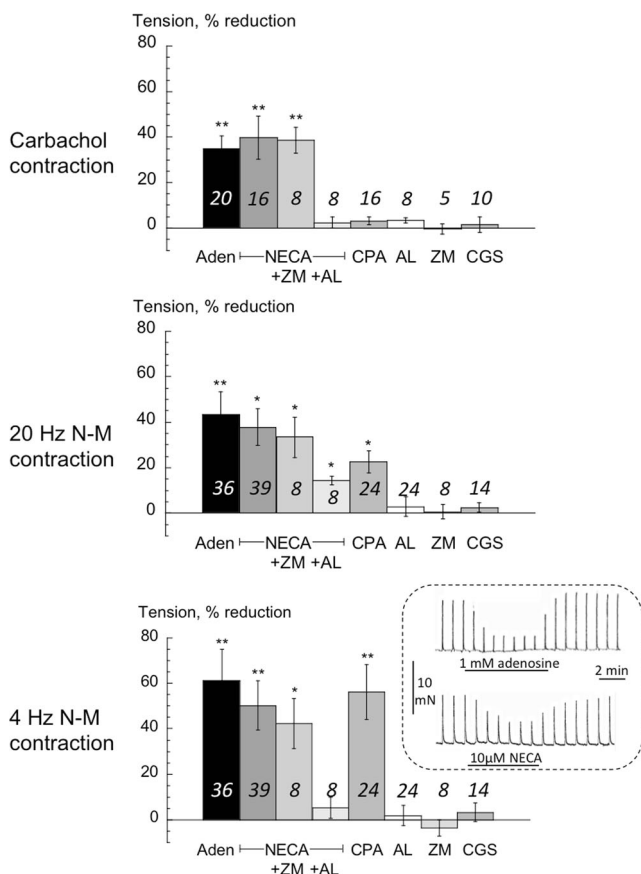 Tension, % reduction
80
60
40
20
0
Carbachol
contraction
** ** **
20 16 8 8 16 8 5 10
Aden NECA CPA AL ZM CGS
+ZM +AL
Tension, % reduction
80
60
40
20
0
20 Hz N-M
contraction
** * * * *
36 39 8 8 24 24 8 14
Aden NECA CPA AL ZM CGS
+ZM +AL
Tension, % reduction
80
60
40
20
0
4 Hz N-M
contraction
** ** * **
36 39 8 8 24 24 8 14
Aden NECA CPA AL ZM CGS
+ZM +AL
1 mM adenosine
2 min
10
mN
10µM NECA